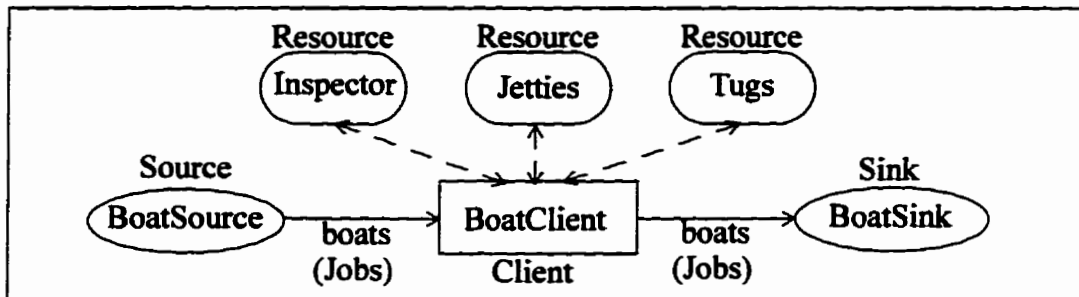 Resource Resource Resource
Inspector Jetties Tugs
Source Sink
BoatSource BoatClient BoatSink
boats boats
(Jobs) Client (Jobs)